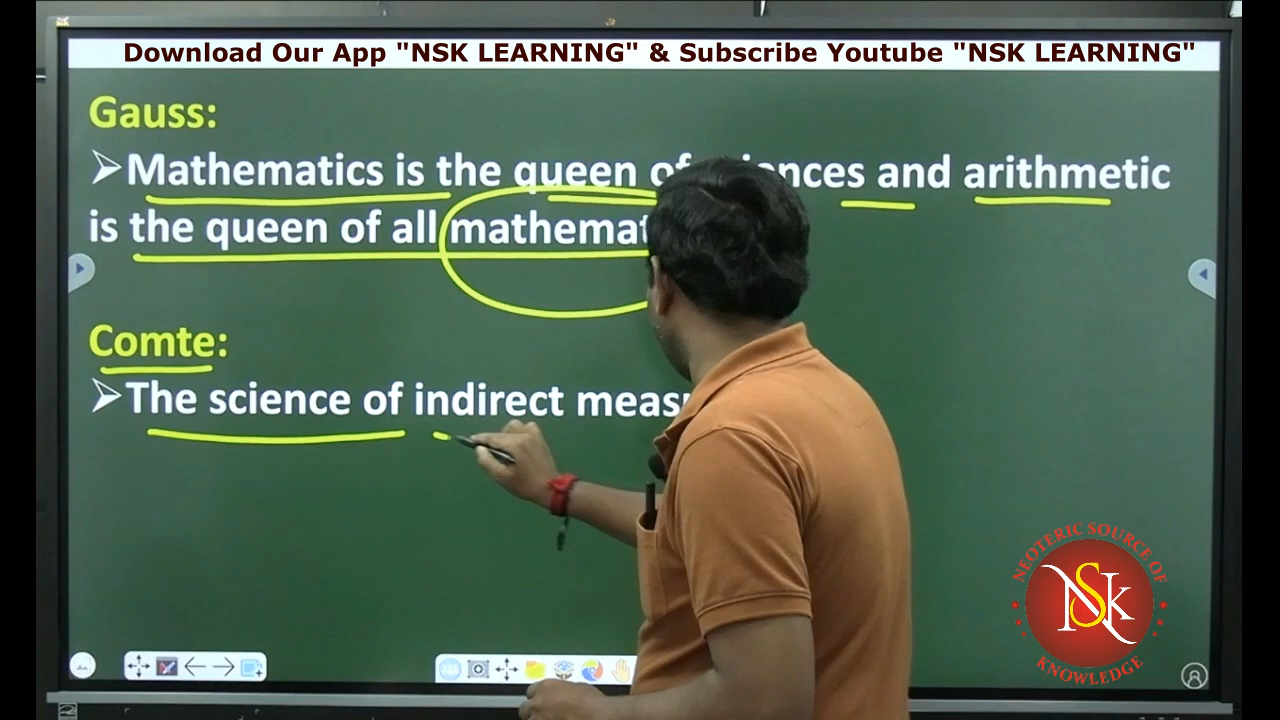 Download Our App "NSK LEARNING" & Subscribe Youtube "NSK LEARNING"
Gauss:
➢Mathematics is the queen of and arithmetic
is the queen of all
Comte:
➢The science of indirect
NEOTERIC SOURCE OF
NSK
KNOWLEDGE